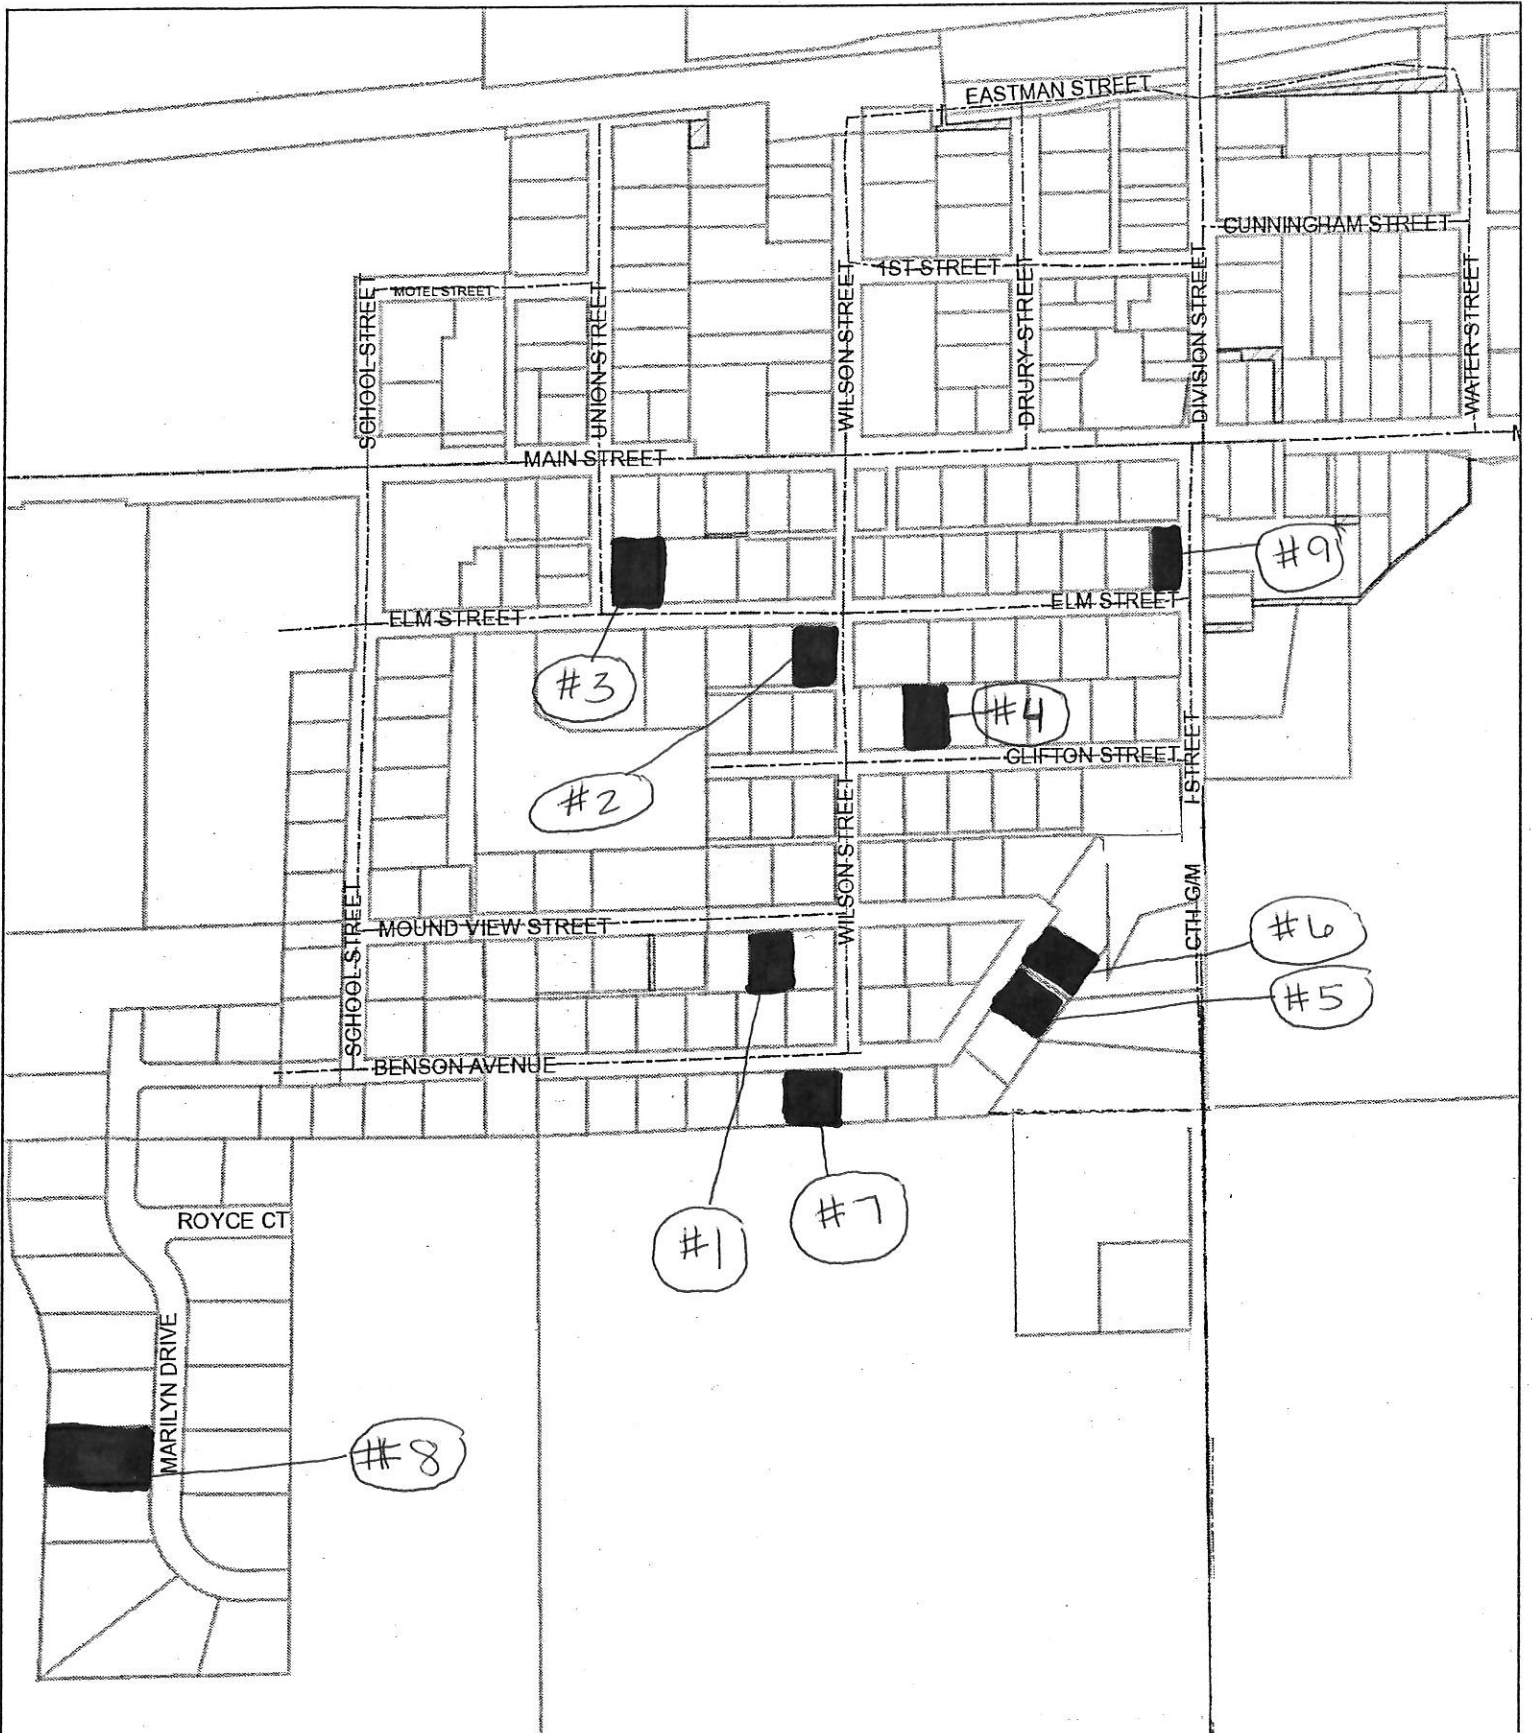 EASTMAN STREET
CUNNINGHAM STREET
1ST STREET
MOTEL STREET
SCHOOL STREET
UNION STREET
WILSON STREET
DRURY STREET
DIVISION STREET
WATER STREET
MAIN STREET
#9
ELM STREET
ELM STREET
#3
#4
I STREET
CLIFTON STREET
#2
WILSON STREET
CTH G/M
SCHOOL STREET
MOUND VIEW STREET
#6
#5
BENSON AVENUE
#7
ROYCE CT
#1
MARILYN DRIVE
#8